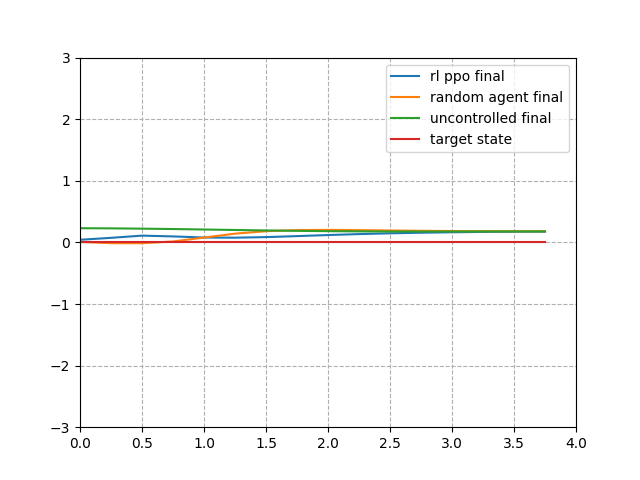 3
2
1
0
−1
−2
−3
0.0 0.5 1.0 1.5 2.0 2.5 3.0 3.5 4.0
rl ppo final
random agent final
uncontrolled final
target state